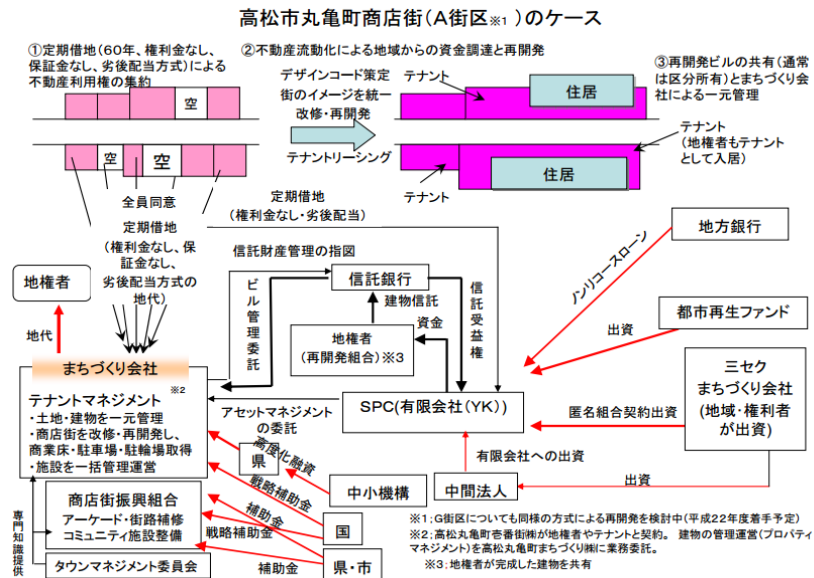 高松市丸亀町商店街(A街区※1)のケース
①定期借地(60年、権利金なし、
保証金なし、劣後配当方式)による
不動産利用権の集約
②不動産流動化による地域からの資金調達と再開発
③再開発ビルの共有(通常
は区分所有)とまちづくり会
社による一元管理
デザインコード策定
街のイメージを統一
改修・再開発
テナントリーシング
空
空
空
テナント
住居
住居
テナント
テナント
(地権者もテナント
として入居)
全員同意
定期借地
(権利金なし、保
証金なし、
劣後配当方式の
地代)
定期借地
(権利金なし・劣後配当)
信託財産管理の指図
地権者
地代
ビル管理委託
信託銀行
建物信託
信託受益権
地権者
(再開発組合)※3
資金
ノンリコースローン
地方銀行
出資
都市再生ファンド
まちづくり会社
※2
テナントマネジメント
・土地・建物を一元管理
・商店街を改修・再開発し、
商業床・駐車場・駐輪場取得
・施設を一括管理運営
アセットマネジメント
の委託
SPC(有限会社(YK))
匿名組合契約出資
三セク
まちづくり会社
(地域・権利者
が出資)
有限会社への出資
中間法人
出資
高度化融資
県
中小機構
戦略補助金
補助金
国
戦略補助金
補助金
県・市
商店街振興組合
アーケード・街路補修
コミュニティ施設整備
専門知識提供
タウンマネジメント委員会
※1;G街区についても同様の方式による再開発を検討中(平成22年度着手予定)
※2;高松丸亀町壱番街㈱が地権者やテナントと契約。 建物の管理運営(プロパティ
マネジメント)を高松丸亀町まちづくり㈱に業務委託。
※3;地権者が完成した建物を共有